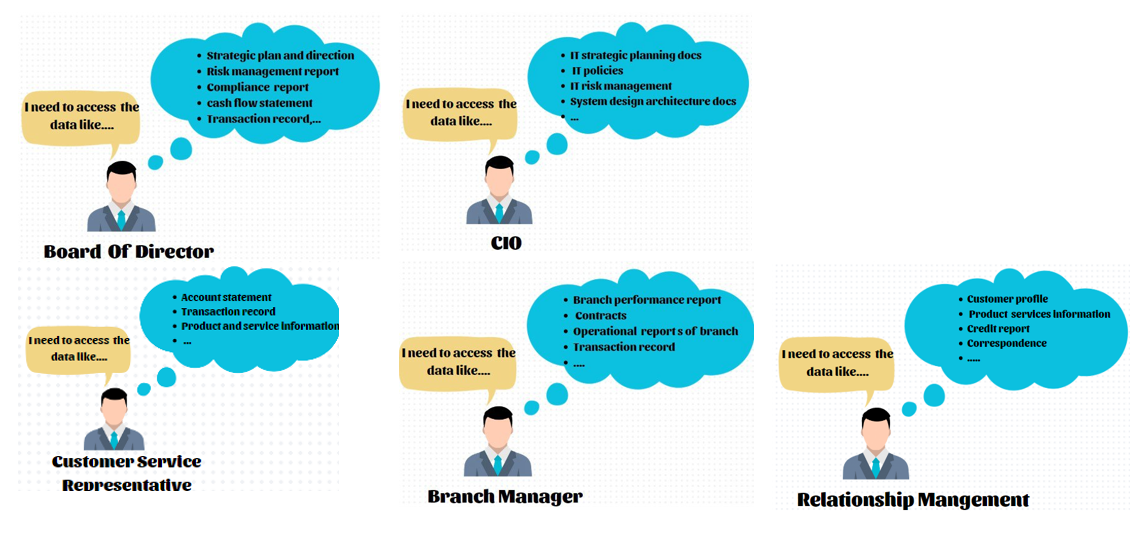 I need to access the
data like....
• Strategic plan and direction
• Risk management report
• Compliance report
• cash flow statement
• Transaction record,...
Board Of Director
I need to access the
data like....
• IT strategic planning docs
• IT policies
• IT risk management
• System design architecture docs
• ...
CIO
I need to access the
data like....
• Account statement
• Transaction record
• Product and service information
• ...
Customer Service
Representative
I need to access the
data like....
• Branch performance report
• Contracts
• Operational report s of branch
• Transaction record
• ....
Branch Manager
I need to access the
data like....
• Customer profile
• Product services information
• Credit report
• Correspondence
• .....
Relationship Mangement